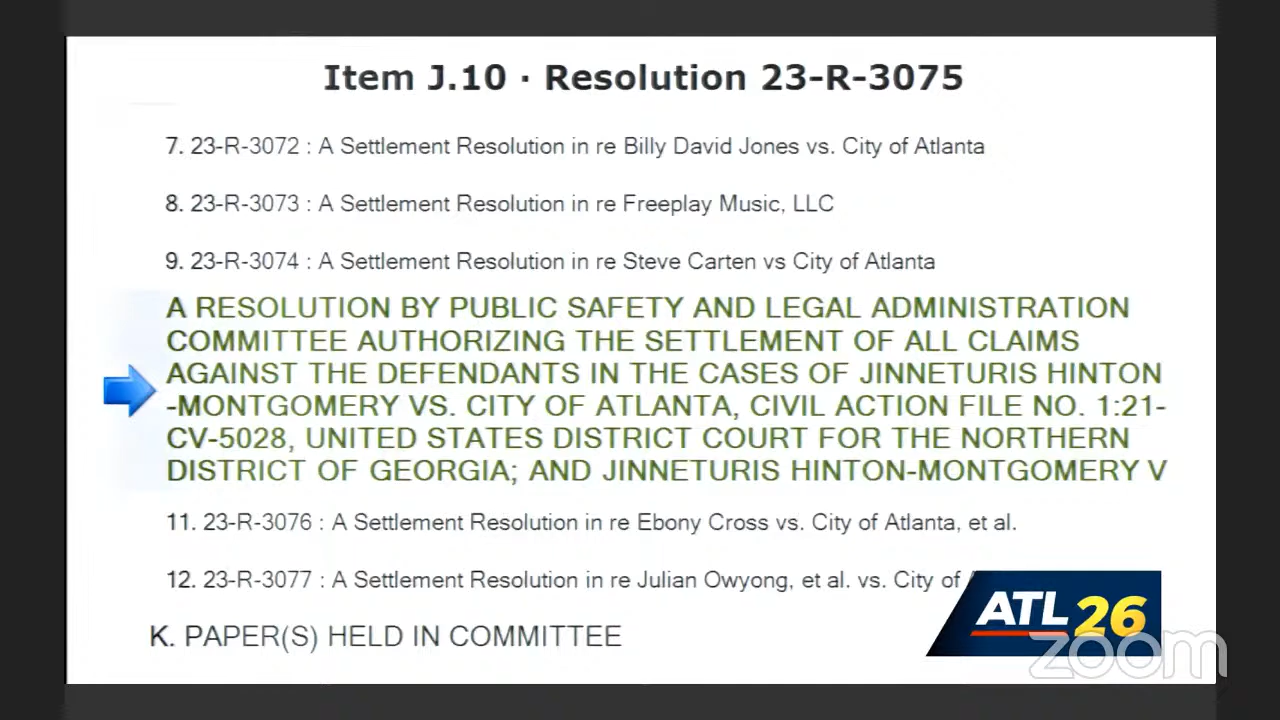 Item J.10 · Resolution 23-R-3075
7. 23-R-3072 : A Settlement Resolution in re Billy David Jones vs. City of Atlanta
8. 23-R-3073 : A Settlement Resolution in re Freeplay Music, LLC
9. 23-R-3074 : A Settlement Resolution in re Steve Carten vs City of Atlanta
A RESOLUTION BY PUBLIC SAFETY AND LEGAL ADMINISTRATION
COMMITTEE AUTHORIZING THE SETTLEMENT OF ALL CLAIMS
AGAINST THE DEFENDANTS IN THE CASES OF JINNETURIS HINTON
-MONTGOMERY VS. CITY OF ATLANTA, CIVIL ACTION FILE NO. 1:21-
CV-5028, UNITED STATES DISTRICT COURT FOR THE NORTHERN
DISTRICT OF GEORGIA; AND JINNETURIS HINTON-MONTGOMERY V
11. 23-R-3076 : A Settlement Resolution in re Ebony Cross vs. City of Atlanta, et al.
12. 23-R-3077 : A Settlement Resolution in re Julian Owyong, et al. vs. City of
K. PAPER(S) HELD IN COMMITTEE
ATL 26
zoom